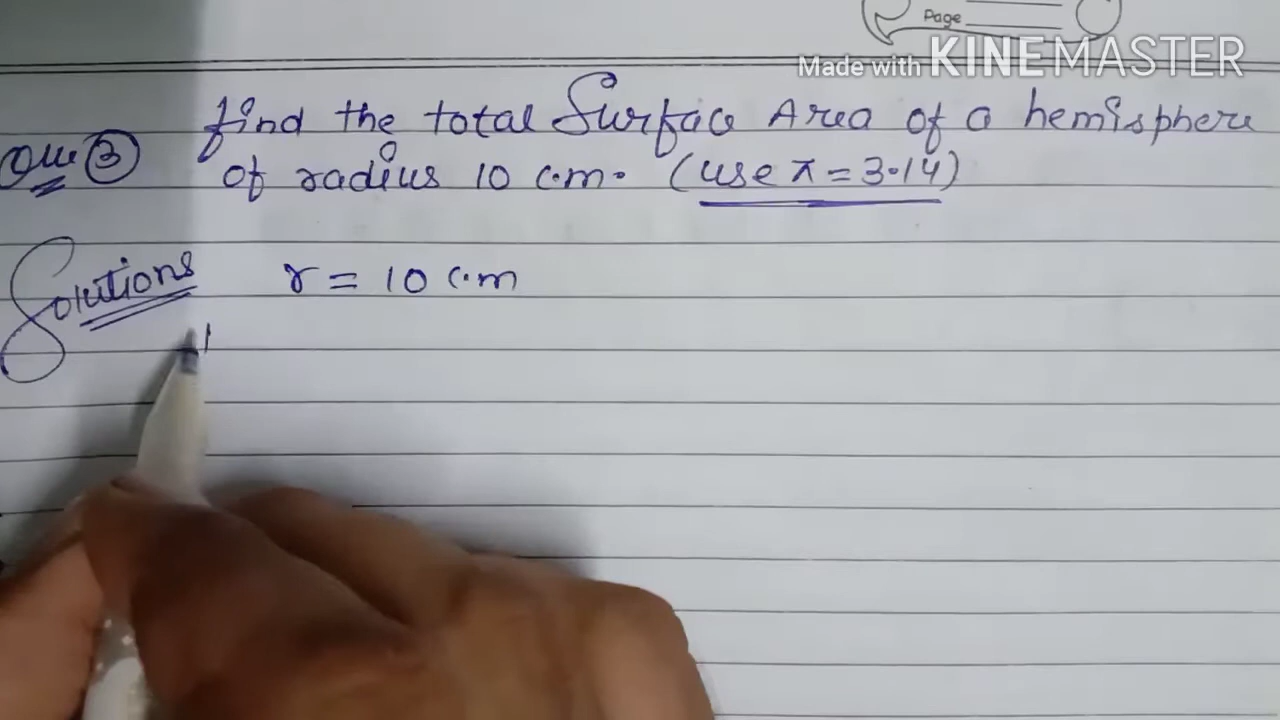 Page
Made with KINEMASTER
Que 3 find the total Surface Area of a hemisphere
of radius 10 c.m. (use π = 3.14)
Solutions r = 10 c.m